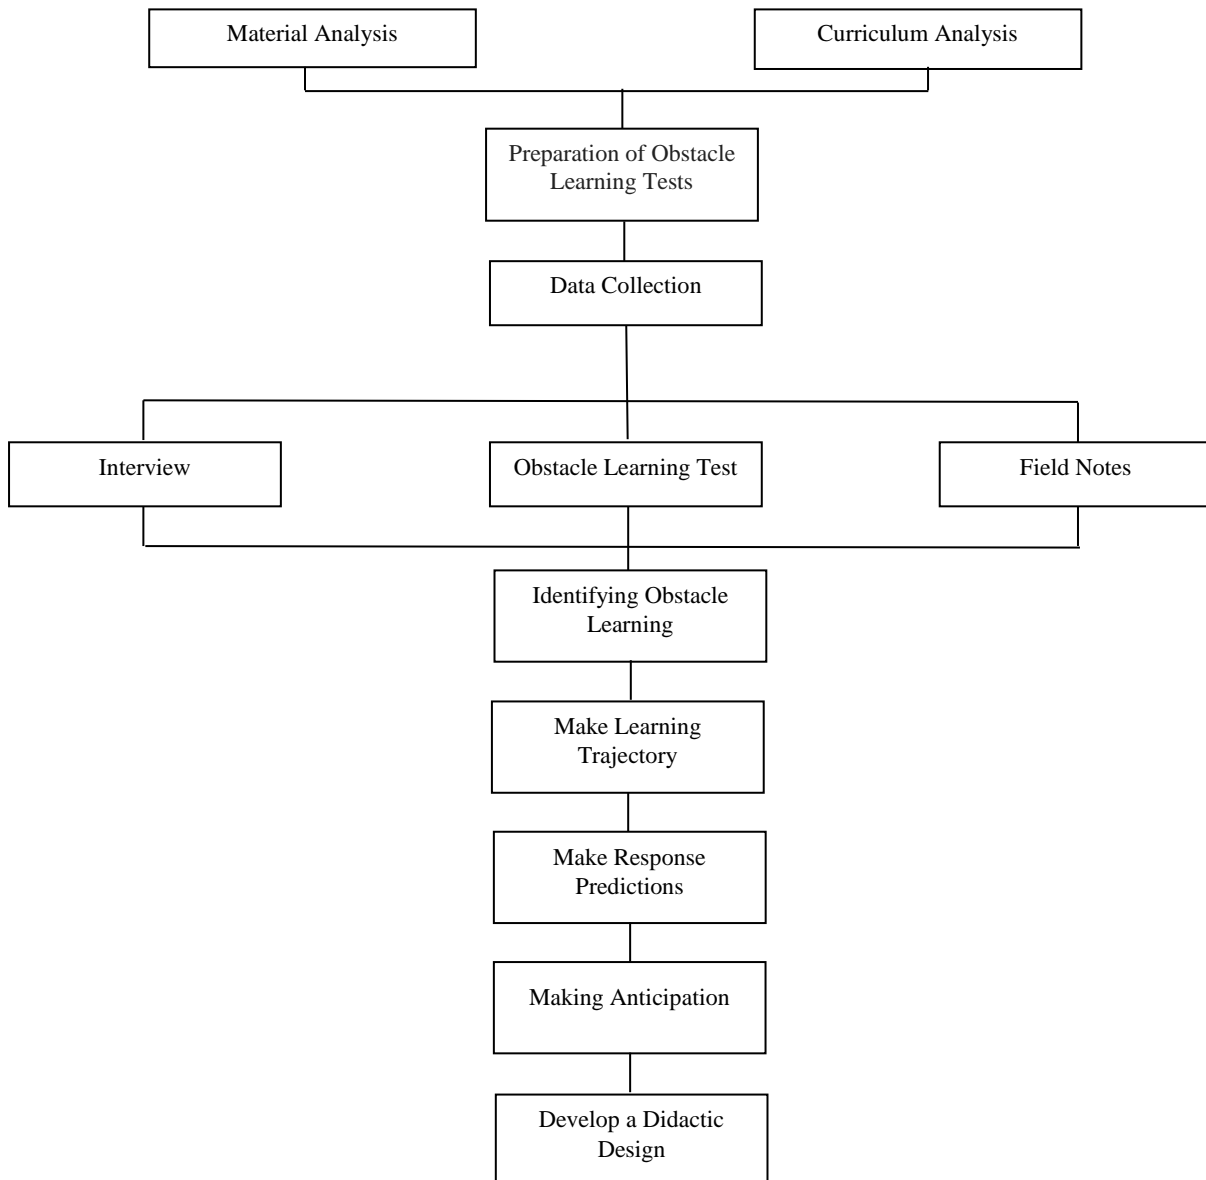 Material Analysis
Curriculum Analysis
Preparation of Obstacle
Learning Tests
Data Collection
Interview
Obstacle Learning Test
Field Notes
Identifying Obstacle
Learning
Make Learning
Trajectory
Make Response
Predictions
Making Anticipation
Develop a Didactic
Design